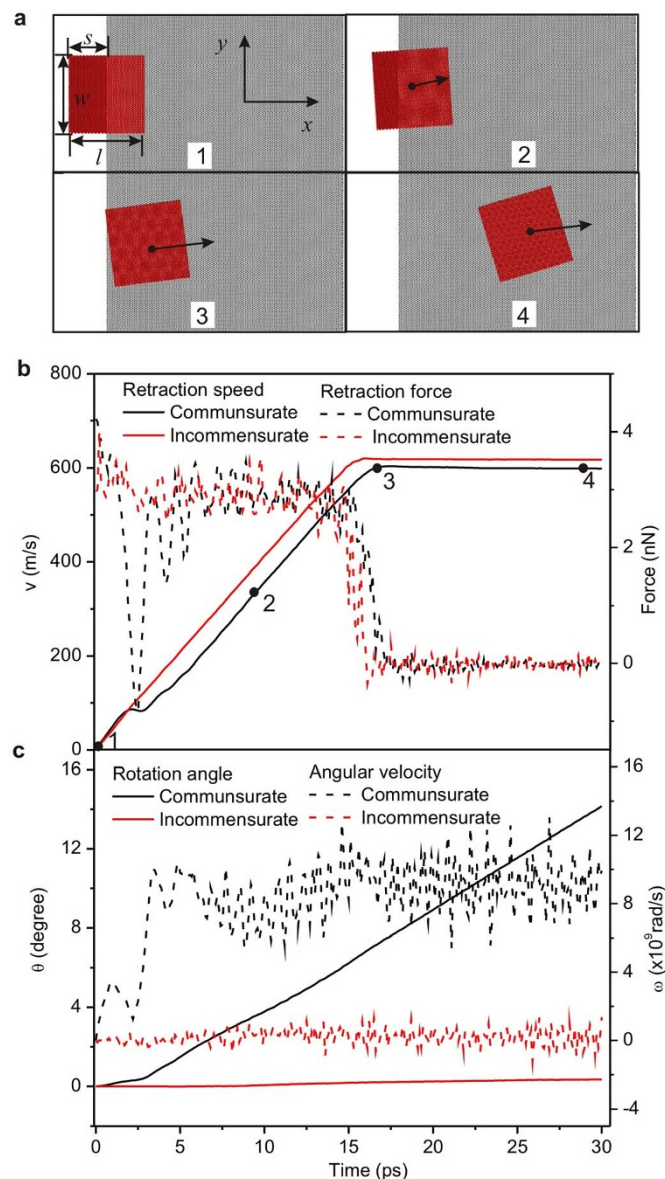 a
s
y
w
x
l
1
2
3
4
b
800
Retraction speed Retraction force
Communsurate Communsurate
Incommensurate Incommensurate
4
600
3
4
v (m/s)
400
2
2
Force (nN)
200
0
0
1
c
16
Rotation angle Angular velocity
Communsurate Communsurate
Incommensurate Incommensurate
16
12
12
8
θ (degree)
8
4
ω (x10⁹rad/s)
4
0
0
-4
0 5 10 15 20 25 30
Time (ps)